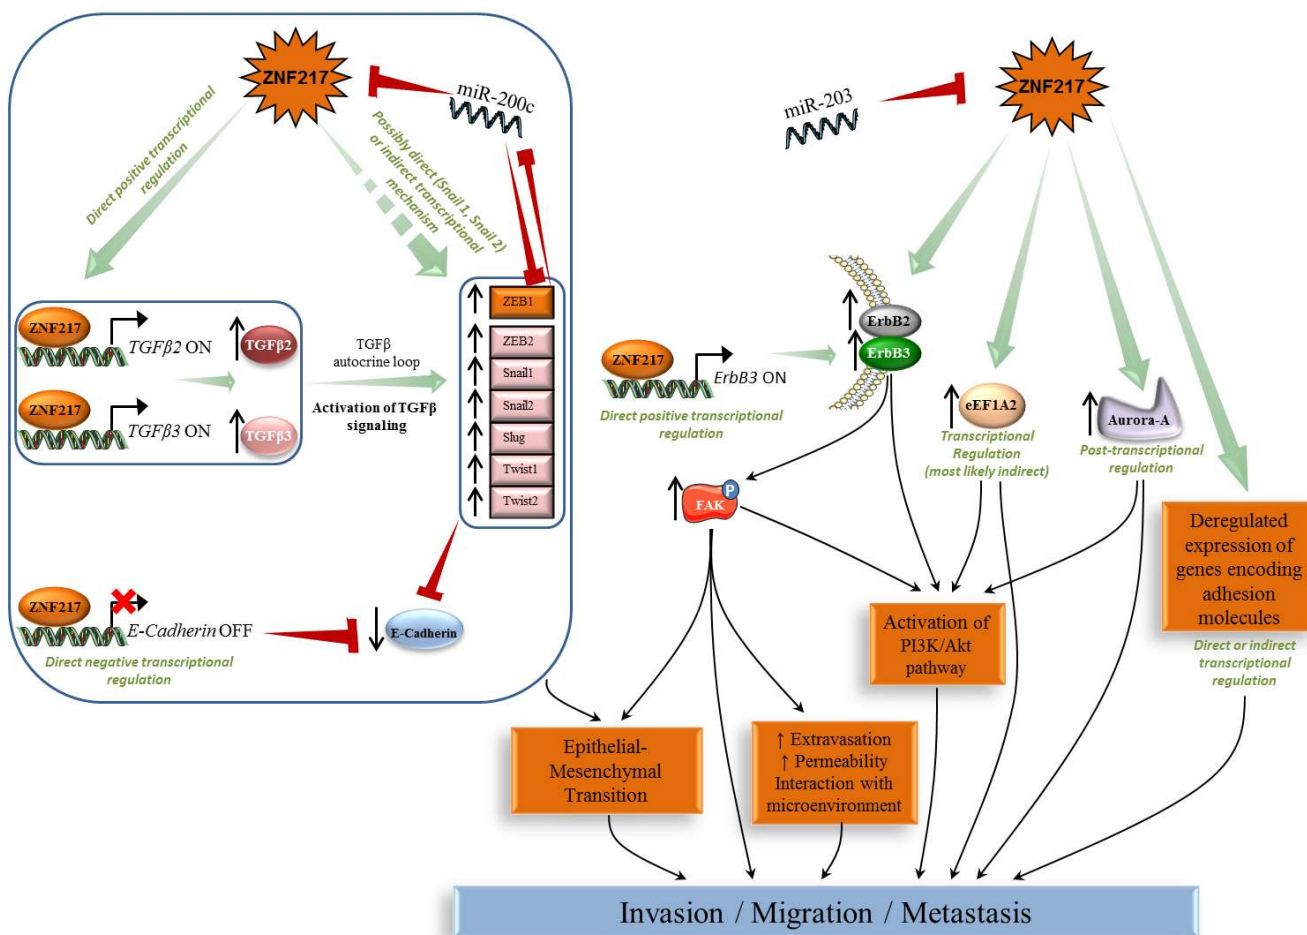 ZNF217
miR-200c
Direct positive transcriptional
regulation
Possibly direct (Snail 1, Snail 2)
or indirect transcriptional
mechanism
ZNF217
TGFβ2 ON
TGFβ2
ZNF217
TGFβ3 ON
TGFβ3
TGFβ
autocrine loop
Activation of TGFβ
signaling
ZEB1
ZEB2
Snail1
Snail2
Slug
Twist1
Twist2
ZNF217
E-Cadherin OFF
Direct negative transcriptional
regulation
E-Cadherin
miR-203
ZNF217
ErbB2
ErbB3
ZNF217
ErbB3 ON
Direct positive transcriptional
regulation
eEF1A2
Transcriptional
Regulation
(most likely indirect)
Aurora-A
Post-transcriptional
regulation
P
FAK
Deregulated
expression of
genes encoding
adhesion
molecules
Direct or indirect
transcriptional
regulation
Activation of
PI3K/Akt
pathway
Epithelial-
Mesenchymal
Transition
↑ Extravasation
↑ Permeability
Interaction with
microenvironment
Invasion / Migration / Metastasis